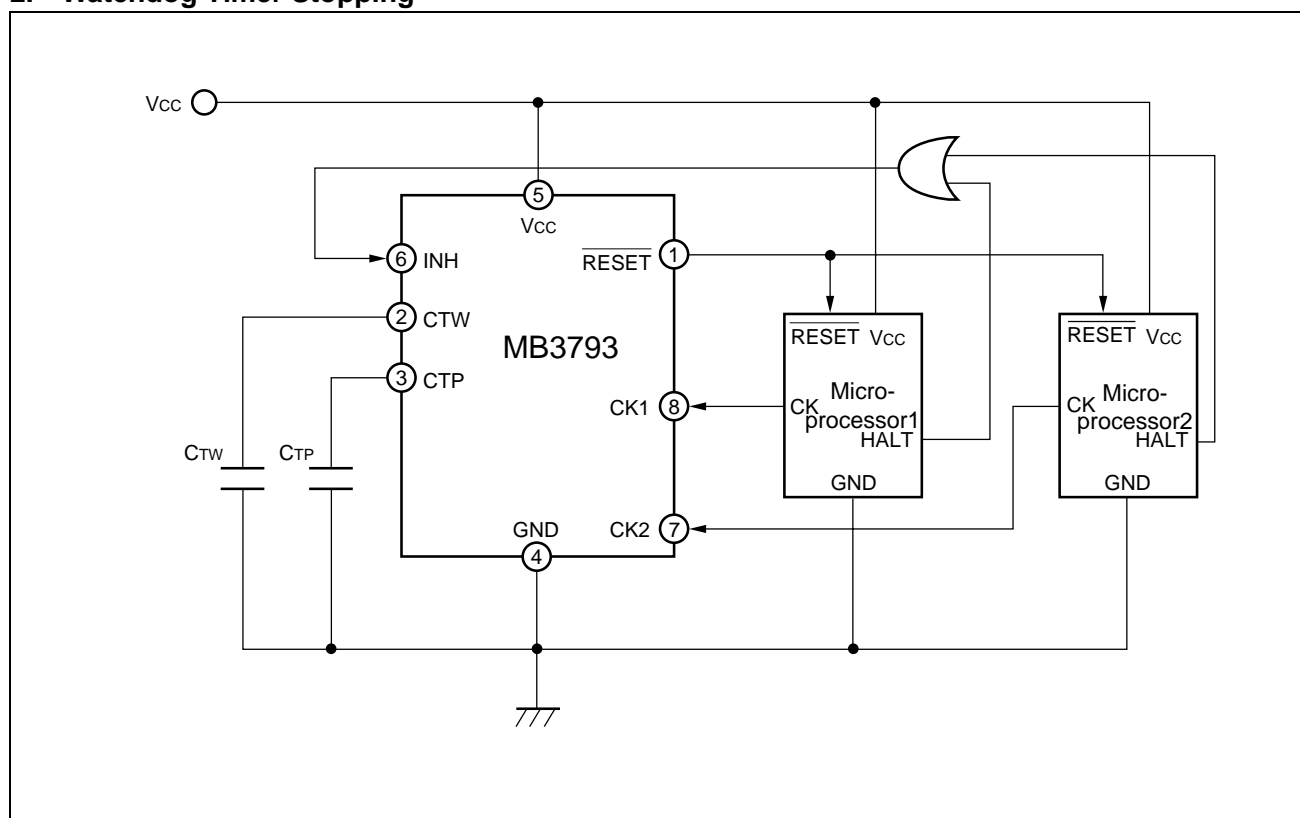 2. Watchdog Timer Stopping
VCC
5
VCC
6 INH
RESET 1
2 CTW
RESET VCC
RESET VCC
MB3793
3 CTP
CK1 8
CK
Micro-
processor1
HALT
CK
Micro-
processor2
HALT
CTW
CTP
GND
GND
GND
4
CK2 7